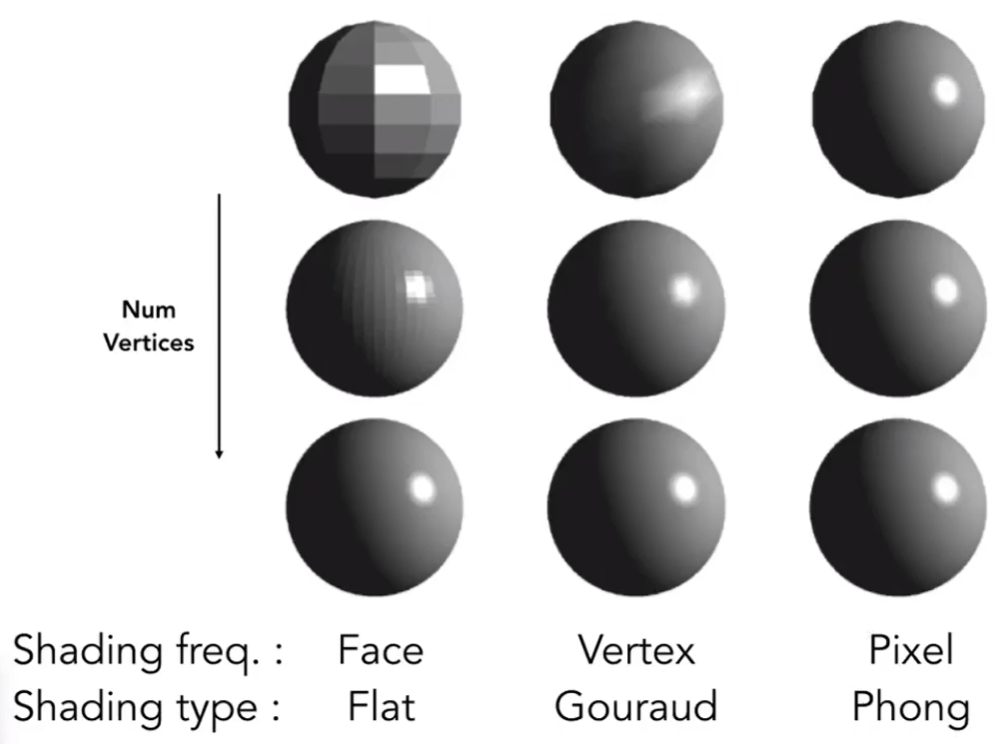 Num
Vertices
Shading freq. : Face Vertex Pixel
Shading type : Flat Gouraud Phong